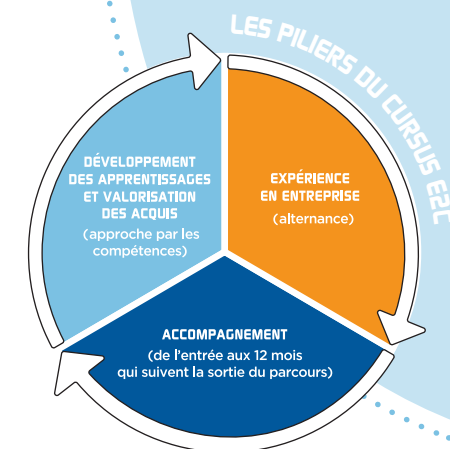 LES PILIERS DU CURSUS E2C
DÉVELOPPEMENT
DES APPRENTISSAGES
ET VALORISATION
DES ACQUIS
(approche par les
compétences)
EXPÉRIENCE
EN ENTREPRISE
(alternance)
ACCOMPAGNEMENT
(de l'entrée aux 12 mois
qui suivent la sortie du parcours)